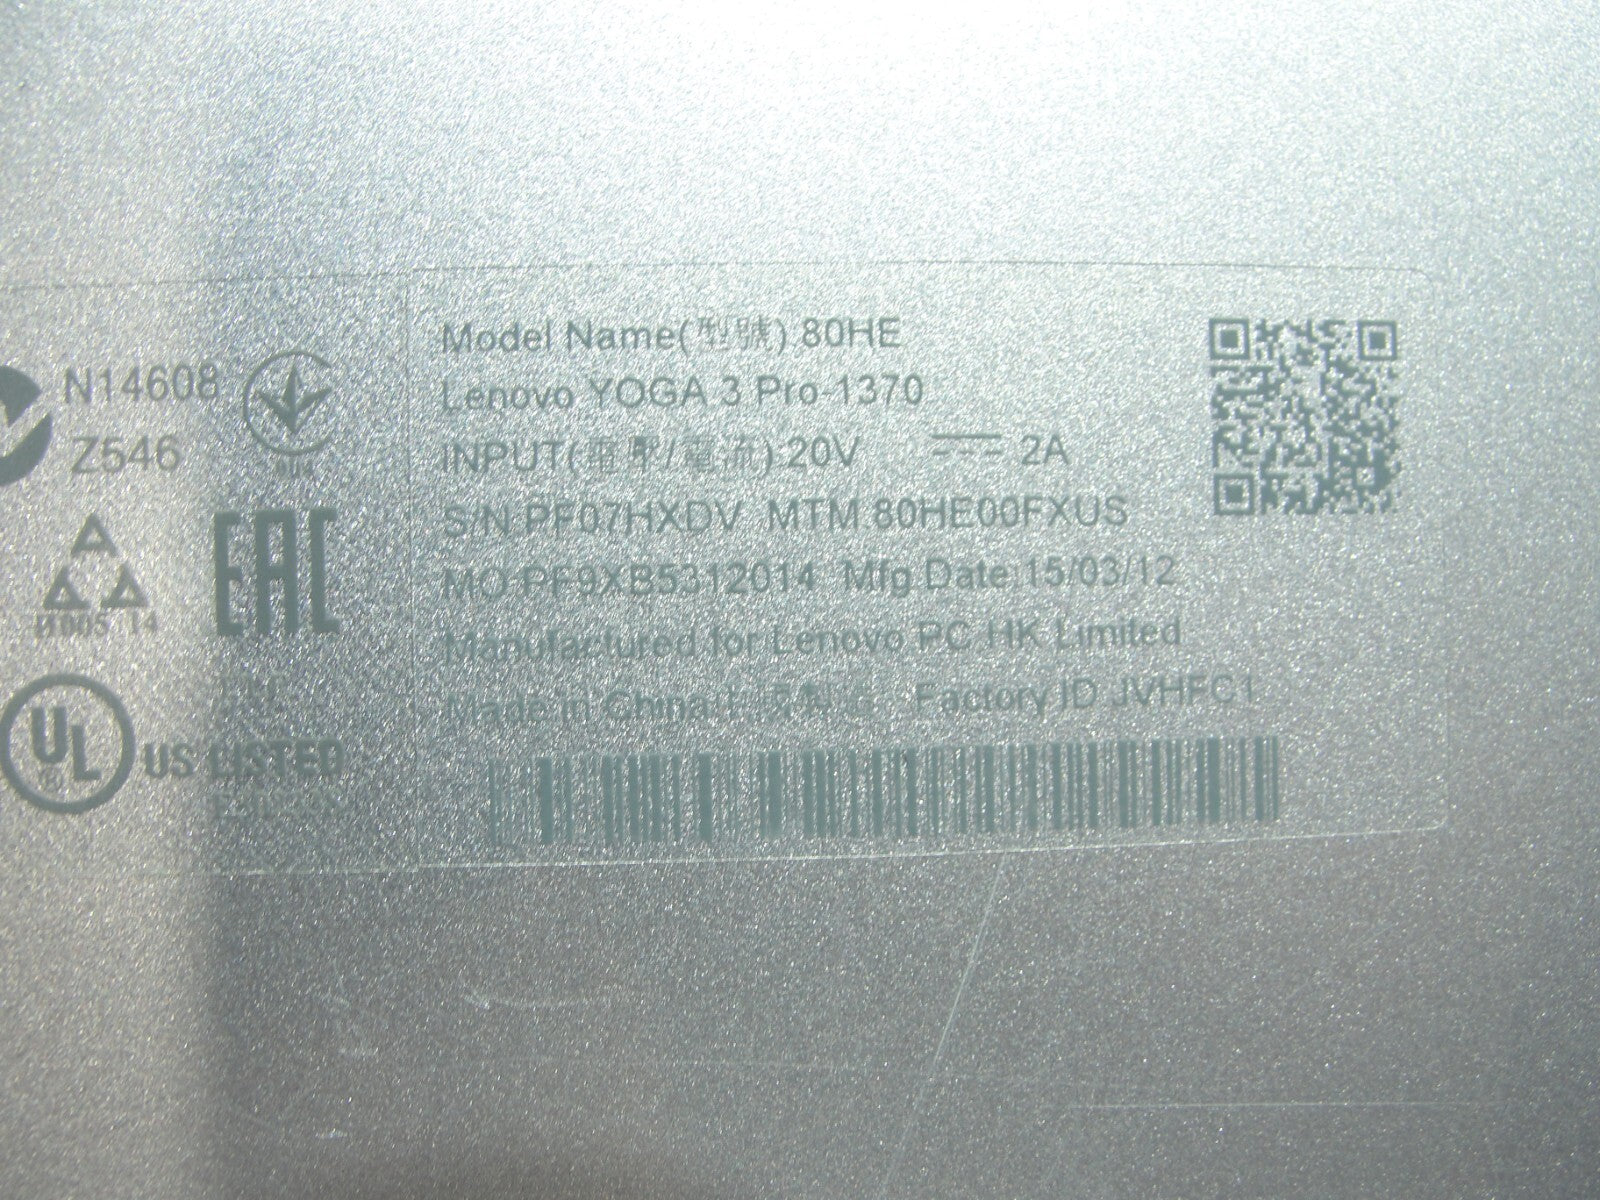 N14608
Z546
UL
US LISTED
EAC
Model Name(型號) 80HE
Lenovo YOGA 3 Pro-1370
INPUT(電壓/電流) 20V ⎓ 2A
S/N PF07HXDV MTM 80HE00FXUS
MO:PF9XB5312014 Mfg Date 15/03/12
Manufactured for Lenovo PC HK Limited
Made in China Factory ID JVHFC1